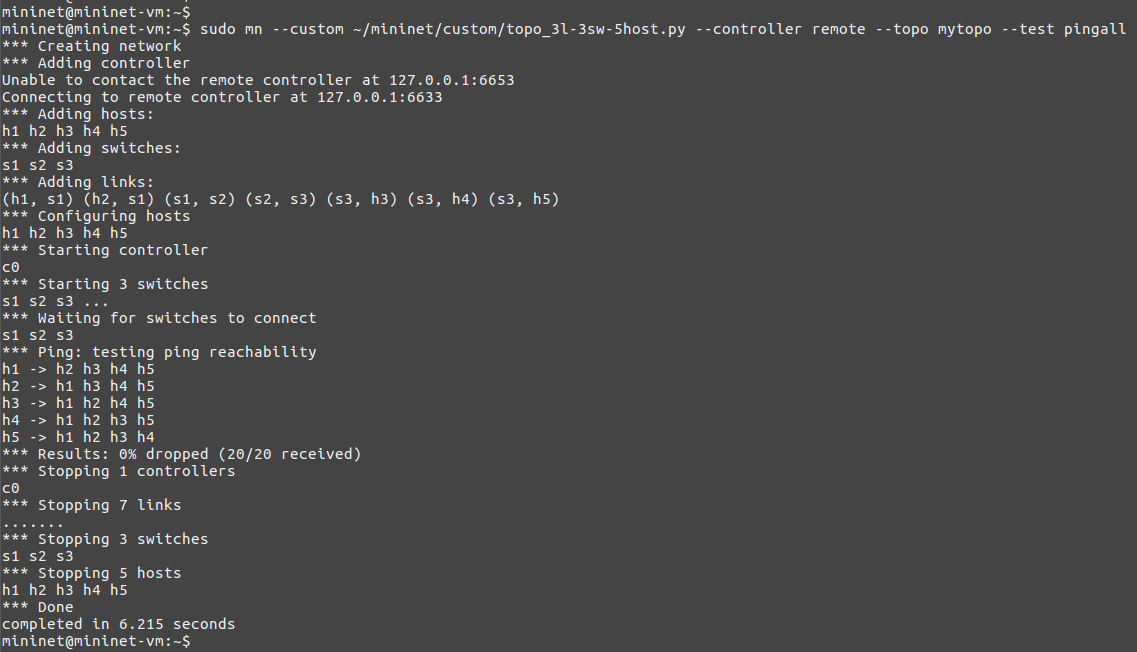 mininet@mininet-vm:~$
mininet@mininet-vm:~$ sudo mn --custom ~/mininet/custom/topo_3l-3sw-5host.py --controller remote --topo mytopo --test pingall
*** Creating network
*** Adding controller
Unable to contact the remote controller at 127.0.0.1:6653
Connecting to remote controller at 127.0.0.1:6633
*** Adding hosts:
h1 h2 h3 h4 h5
*** Adding switches:
s1 s2 s3
*** Adding links:
(h1, s1) (h2, s1) (s1, s2) (s2, s3) (s3, h3) (s3, h4) (s3, h5)
*** Configuring hosts
h1 h2 h3 h4 h5
*** Starting controller
c0
*** Starting 3 switches
s1 s2 s3 ...
*** Waiting for switches to connect
s1 s2 s3
*** Ping: testing ping reachability
h1 -> h2 h3 h4 h5
h2 -> h1 h3 h4 h5
h3 -> h1 h2 h4 h5
h4 -> h1 h2 h3 h5
h5 -> h1 h2 h3 h4
*** Results: 0% dropped (20/20 received)
*** Stopping 1 controllers
c0
*** Stopping 7 links
.......
*** Stopping 3 switches
s1 s2 s3
*** Stopping 5 hosts
h1 h2 h3 h4 h5
*** Done
completed in 6.215 seconds
mininet@mininet-vm:~$